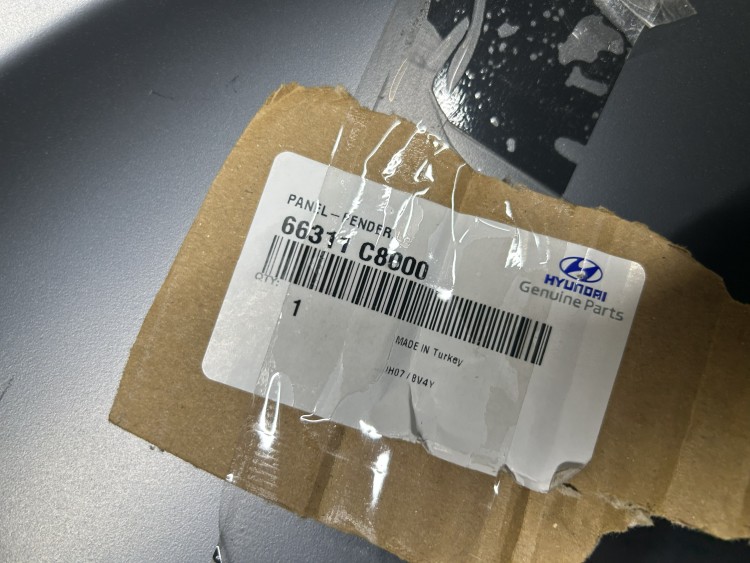 PANEL-FENDER
66311 C8000
QTY:
1
HYUNDAI
Genuine Parts
MADE IN Turkey